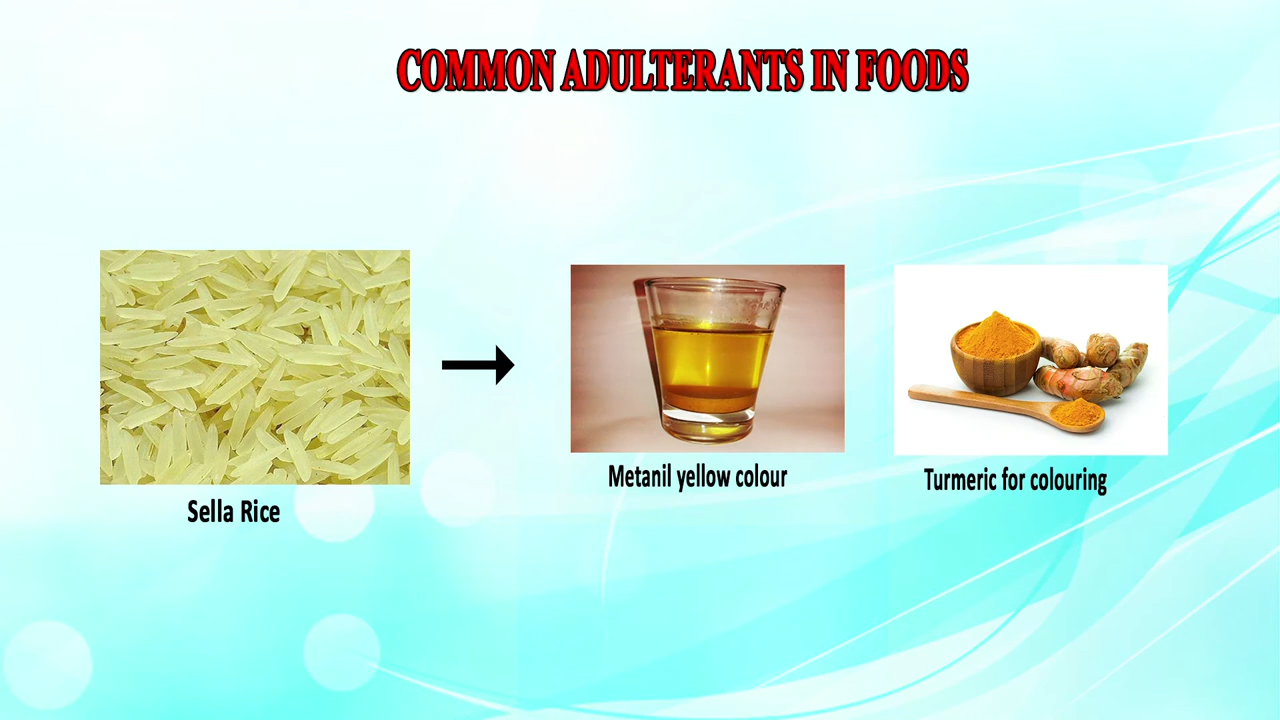 COMMON ADULTERANTS IN FOODS
Sella Rice
Metanil yellow colour
Turmeric for colouring